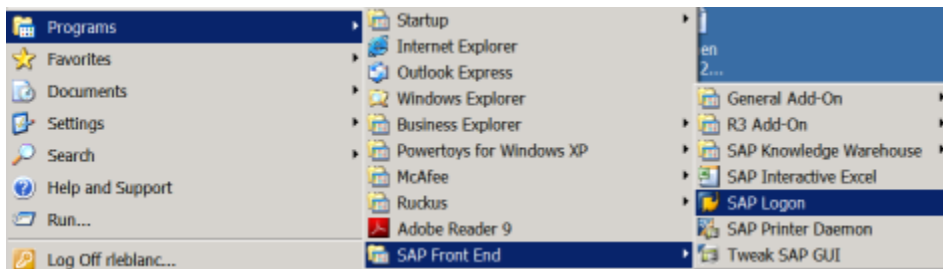 Programs
Favorites
Documents
Settings
Search
Help and Support
Run...
Log Off rleblanc...
Startup
Internet Explorer
Outlook Express
Windows Explorer
Business Explorer
Powertoys for Windows XP
McAfee
Ruckus
Adobe Reader 9
SAP Front End
en
2...
General Add-On
R3 Add-On
SAP Knowledge Warehouse
SAP Interactive Excel
SAP Logon
SAP Printer Daemon
Tweak SAP GUI